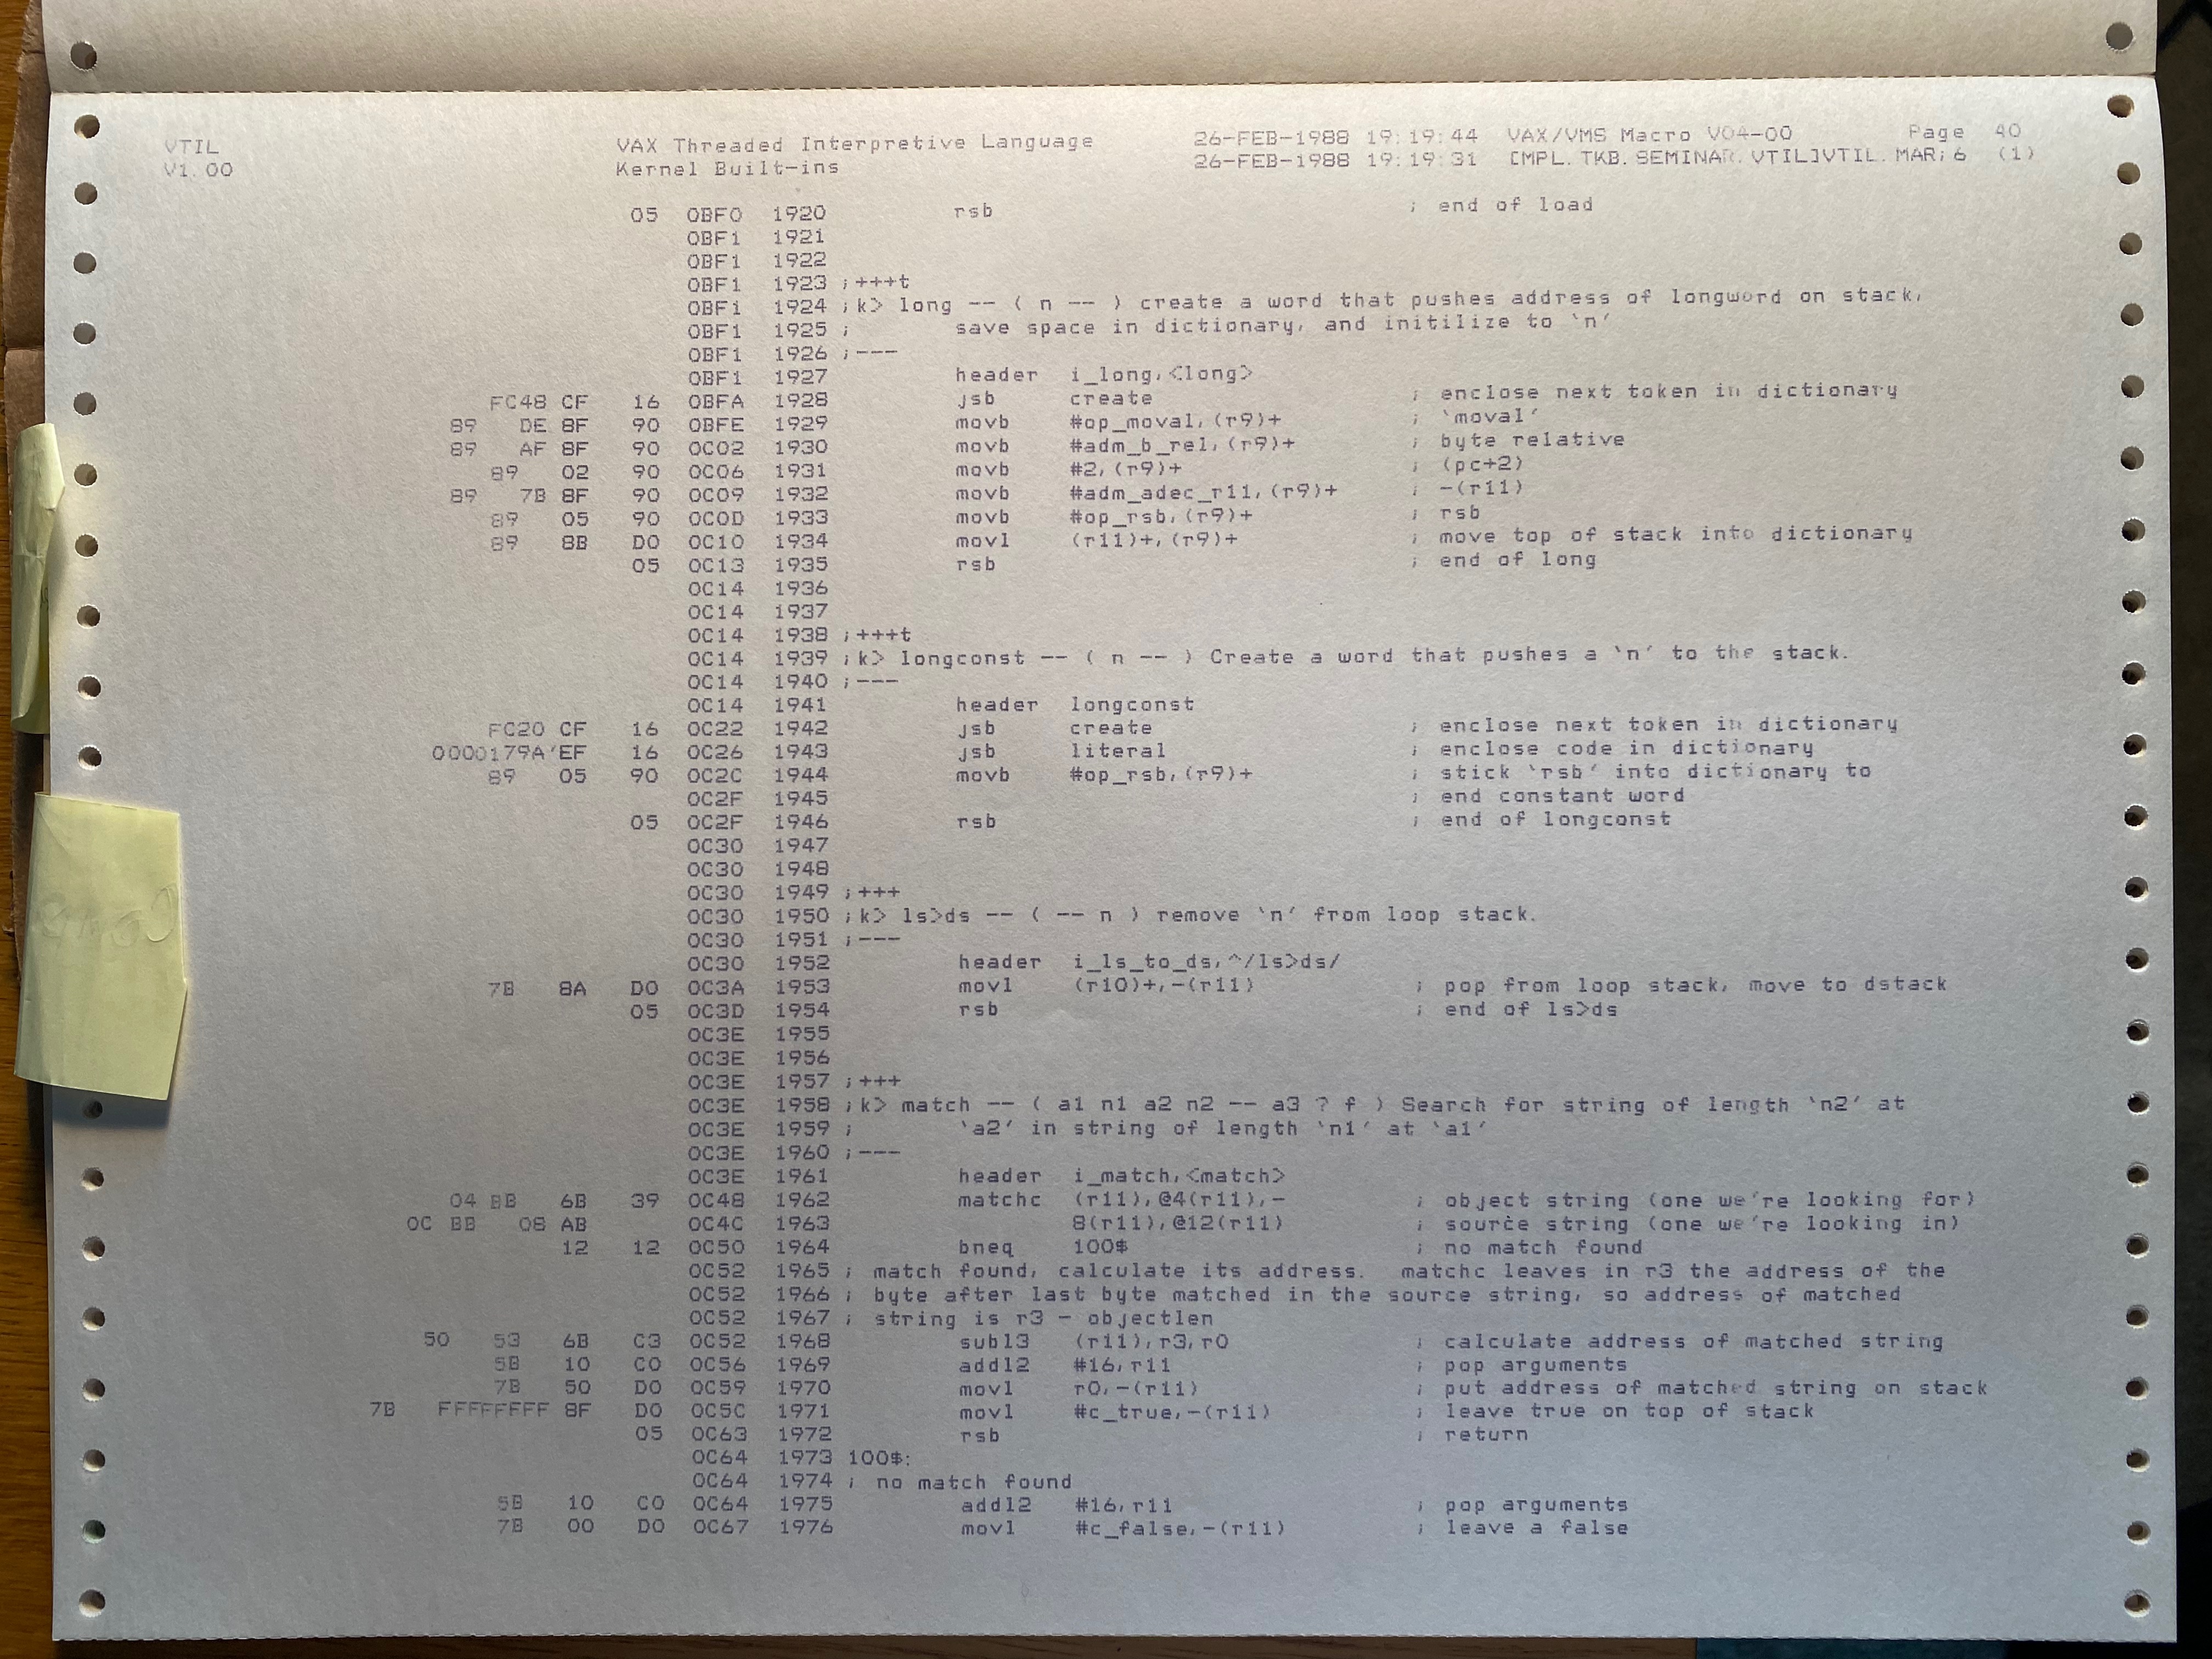 VTIL VAX Threaded Interpretive Language 26-FEB-1988 19:19:44 VAX/VMS Macro V04-00 Page 40
V1.00 Kernel Built-ins 26-FEB-1988 19:19:31 [MPL.TKB.SEMINAR.VTIL]VTIL.MAR;6 (1)
05 0BF0 1920 rsb ; end of load
0BF1 1921
0BF1 1922
0BF1 1923 ;+++t
0BF1 1924 ;k> long -- ( n -- ) create a word that pushes address of longword on stack,
0BF1 1925 ; save space in dictionary, and initilize to `n'
0BF1 1926 ;---
0BF1 1927 header i_long,<long>
FC48 CF 16 0BFA 1928 jsb create ; enclose next token in dictionary
89 DE 8F 90 0BFE 1929 movb #op_moval,(r9)+ ; `moval'
89 AF 8F 90 0C02 1930 movb #adm_b_rel,(r9)+ ; byte relative
89 02 90 0C06 1931 movb #2,(r9)+ ; (pc+2)
89 7B 8F 90 0C09 1932 movb #adm_adec_r11,(r9)+ ; -(r11)
89 05 90 0C0D 1933 movb #op_rsb,(r9)+ ; rsb
89 8B D0 0C10 1934 movl (r11)+,(r9)+ ; move top of stack into dictionary
05 0C13 1935 rsb ; end of long
0C14 1936
0C14 1937
0C14 1938 ;+++t
0C14 1939 ;k> longconst -- ( n -- ) Create a word that pushes a `n' to the stack.
0C14 1940 ;---
0C14 1941 header longconst
FC20 CF 16 0C22 1942 jsb create ; enclose next token in dictionary
0000179A'EF 16 0C26 1943 jsb literal ; enclose code in dictionary
89 05 90 0C2C 1944 movb #op_rsb,(r9)+ ; stick `rsb' into dictionary to
0C2F 1945 ; end constant word
05 0C2F 1946 rsb ; end of longconst
0C30 1947
0C30 1948
0C30 1949 ;+++
0C30 1950 ;k> ls>ds -- ( -- n ) remove `n' from loop stack.
0C30 1951 ;---
0C30 1952 header i_ls_to_ds,^/ls>ds/
7B 8A D0 0C3A 1953 movl (r10)+,-(r11) ; pop from loop stack, move to dstack
05 0C3D 1954 rsb ; end of ls>ds
0C3E 1955
0C3E 1956
0C3E 1957 ;+++
0C3E 1958 ;k> match -- ( a1 n1 a2 n2 -- a3 ? f ) Search for string of length `n2' at
0C3E 1959 ; `a2' in string of length `n1' at `a1'
0C3E 1960 ;---
0C3E 1961 header i_match,<match>
04 BB 6B 39 0C48 1962 matchc (r11),@4(r11),- ; object string (one we're looking for)
0C BB 08 AB 0C4C 1963 8(r11),@12(r11) ; source string (one we're looking in)
12 12 0C50 1964 bneq 100$ ; no match found
0C52 1965 ; match found, calculate its address. matchc leaves in r3 the address of the
0C52 1966 ; byte after last byte matched in the source string, so address of matched
0C52 1967 ; string is r3 - objectlen
50 53 6B C3 0C52 1968 subl3 (r11),r3,r0 ; calculate address of matched string
5B 10 C0 0C56 1969 addl2 #16,r11 ; pop arguments
7B 50 D0 0C59 1970 movl r0,-(r11) ; put address of matched string on stack
7B FFFFFFFF 8F D0 0C5C 1971 movl #c_true,-(r11) ; leave true on top of stack
05 0C63 1972 rsb ; return
0C64 1973 100$:
0C64 1974 ; no match found
5B 10 C0 0C64 1975 addl2 #16,r11 ; pop arguments
7B 00 D0 0C67 1976 movl #c_false,-(r11) ; leave a false